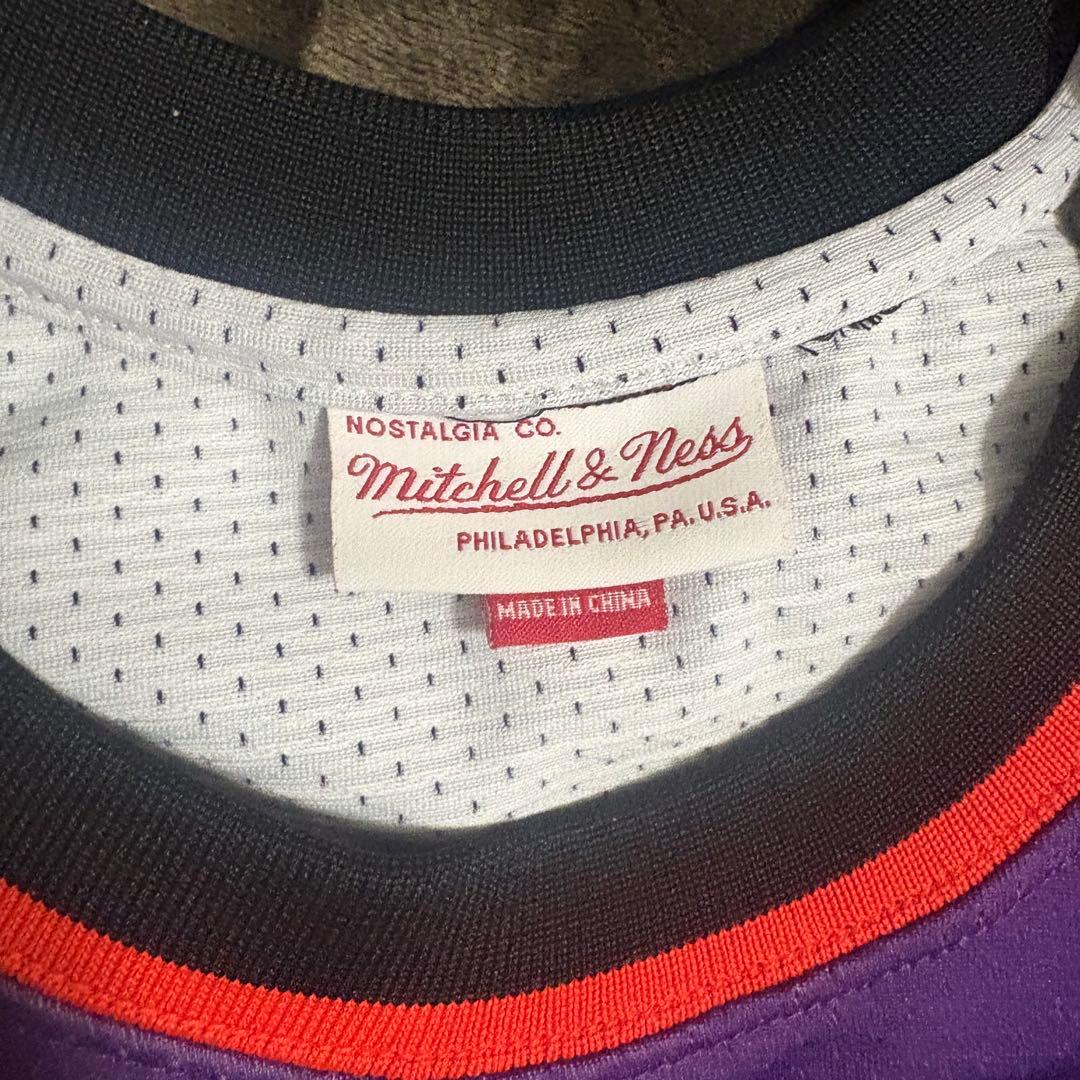 NOSTALGIA CO.
Mitchell & Ness
PHILADELPHIA, PA. U.S.A.
MADE IN CHINA